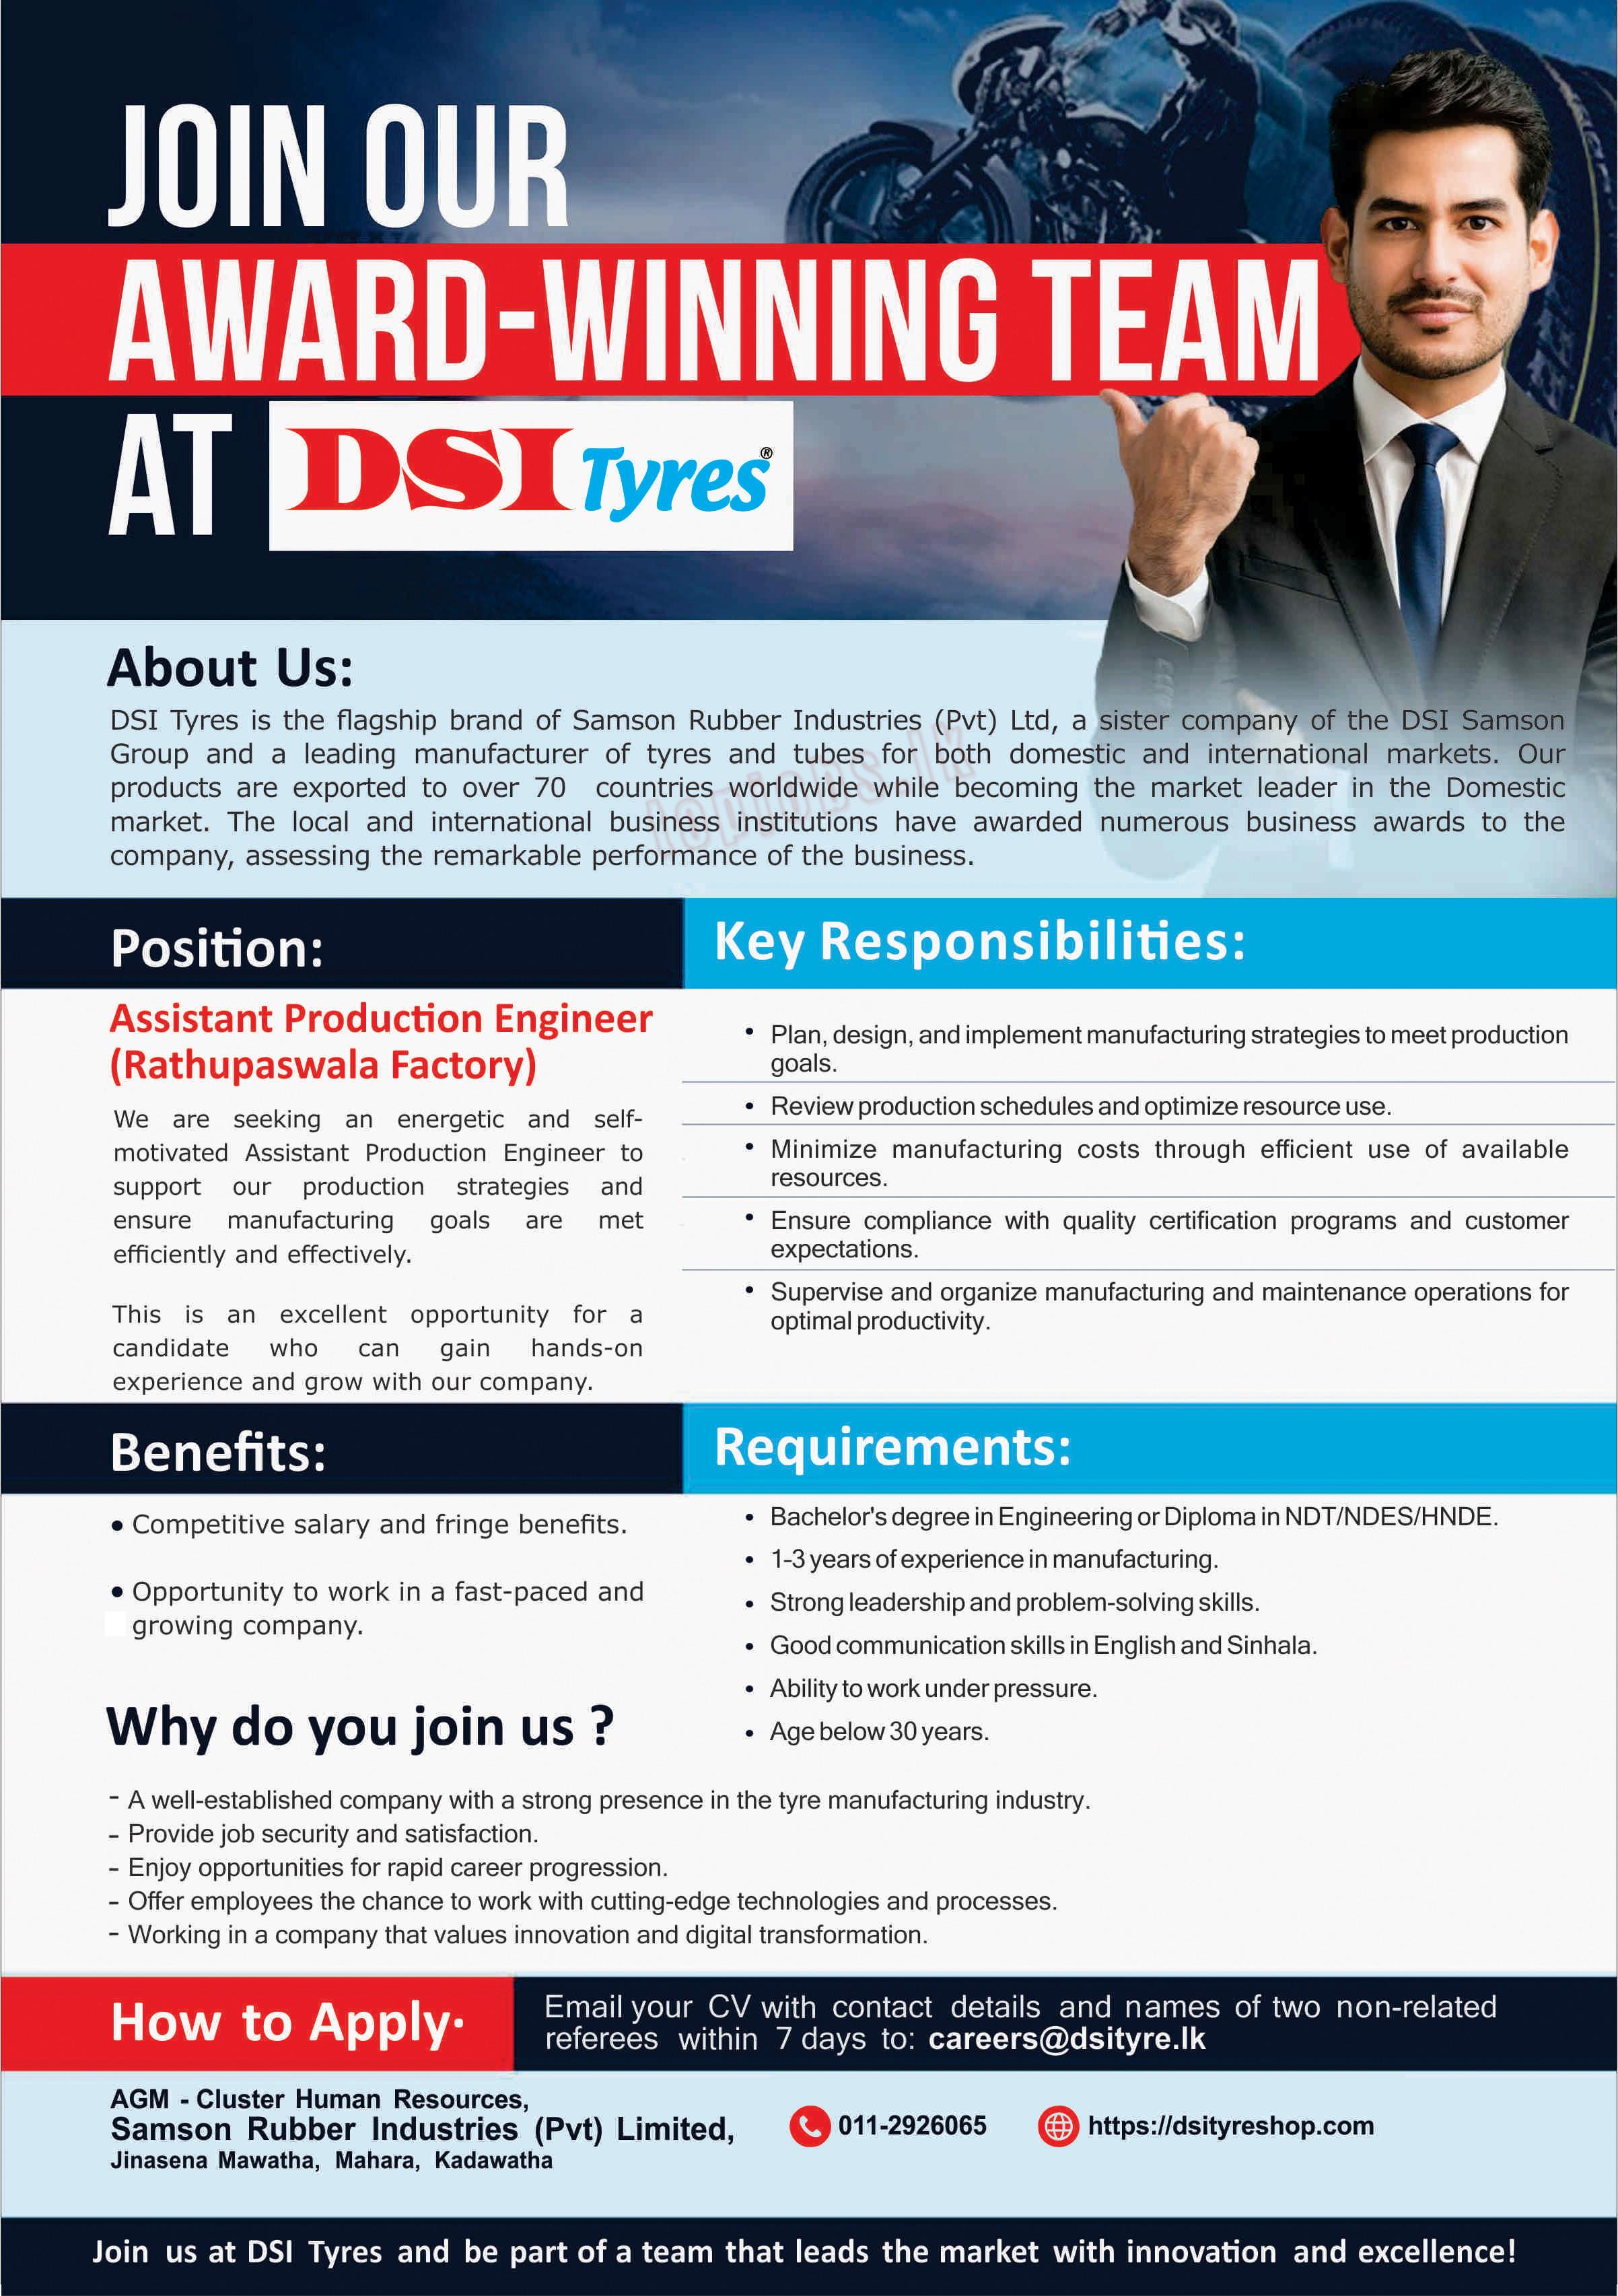 JOIN OUR
AWARD-WINNING TEAM
AT DSI Tyres®
About Us:
DSI Tyres is the flagship brand of Samson Rubber Industries (Pvt) Ltd, a sister company of the DSI Samson
Group and a leading manufacturer of tyres and tubes for both domestic and international markets. Our
products are exported to over 70 countries worldwide while becoming the market leader in the Domestic
market. The local and international business institutions have awarded numerous business awards to the
company, assessing the remarkable performance of the business.
topjobs.lk
Position:
Assistant Production Engineer
(Rathupaswala Factory)
We are seeking an energetic and self-
motivated Assistant Production Engineer to
support our production strategies and
ensure manufacturing goals are met
efficiently and effectively.
This is an excellent opportunity for a
candidate who can gain hands-on
experience and grow with our company.
Key Responsibilities:
• Plan, design, and implement manufacturing strategies to meet production
goals.
• Review production schedules and optimize resource use.
• Minimize manufacturing costs through efficient use of available
resources.
• Ensure compliance with quality certification programs and customer
expectations.
• Supervise and organize manufacturing and maintenance operations for
optimal productivity.
Benefits:
• Competitive salary and fringe benefits.
• Opportunity to work in a fast-paced and
growing company.
Requirements:
• Bachelor's degree in Engineering or Diploma in NDT/NDES/HNDE.
• 1-3 years of experience in manufacturing.
• Strong leadership and problem-solving skills.
• Good communication skills in English and Sinhala.
• Ability to work under pressure.
• Age below 30 years.
Why do you join us ?
- A well-established company with a strong presence in the tyre manufacturing industry.
- Provide job security and satisfaction.
- Enjoy opportunities for rapid career progression.
- Offer employees the chance to work with cutting-edge technologies and processes.
- Working in a company that values innovation and digital transformation.
How to Apply·
Email your CV with contact details and names of two non-related
referees within 7 days to: careers@dsityre.lk
AGM - Cluster Human Resources,
Samson Rubber Industries (Pvt) Limited,
Jinasena Mawatha, Mahara, Kadawatha
011-2926065
https://dsityreshop.com
Join us at DSI Tyres and be part of a team that leads the market with innovation and excellence!